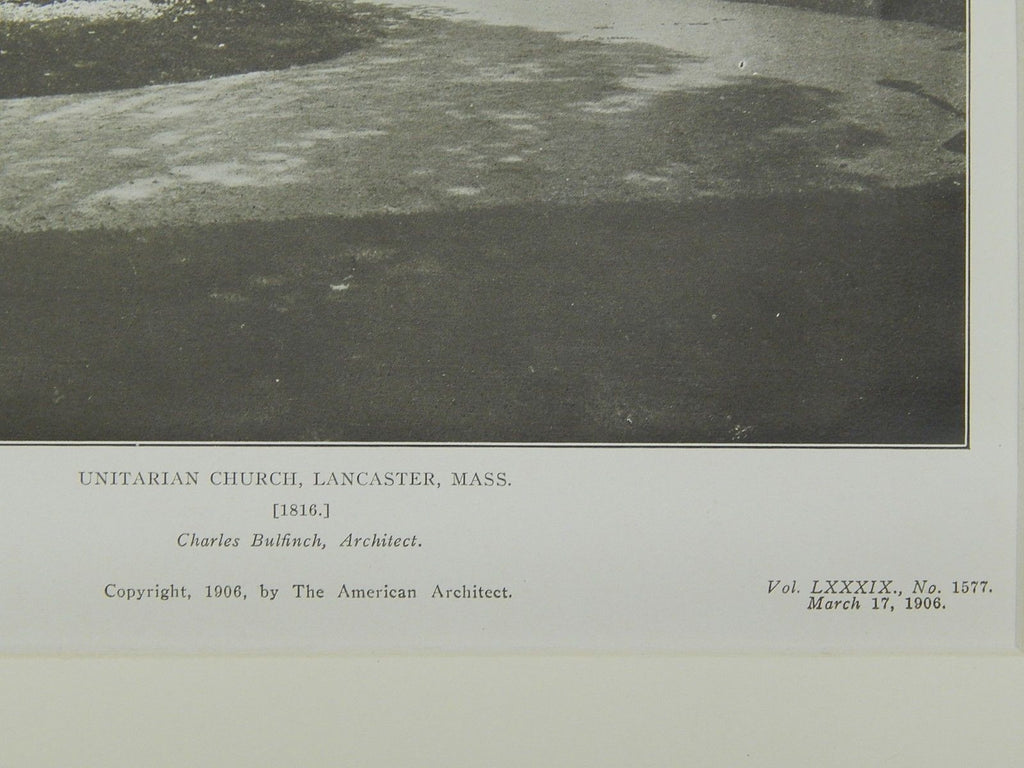 UNITARIAN CHURCH, LANCASTER, MASS.
[1816.]
Charles Bulfinch, Architect.
Copyright, 1906, by The American Architect.
Vol. LXXXIX., No. 1577.
March 17, 1906.